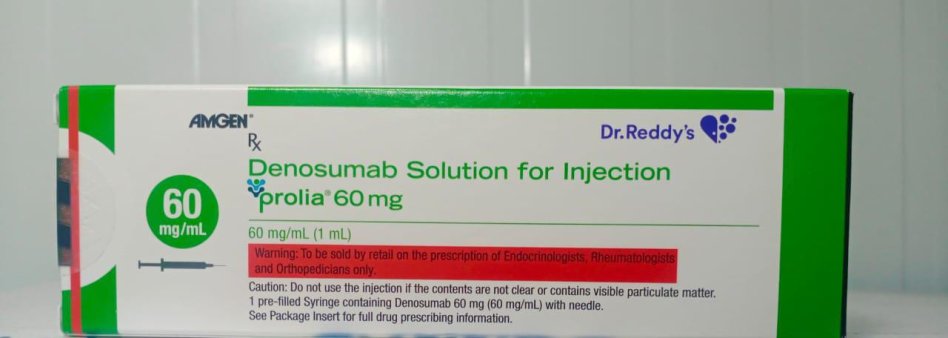 AMGEN®
Rx
Dr.Reddy's
Denosumab Solution for Injection
prolia® 60 mg
60
mg/mL
60 mg/mL (1 mL)
Warning: To be sold by retail on the prescription of Endocrinologists, Rheumatologists
and Orthopedicians only.
Caution: Do not use the injection if the contents are not clear or contains visible particulate matter.
1 pre-filled Syringe containing Denosumab 60 mg (60 mg/mL) with needle.
See Package Insert for full drug prescribing information.